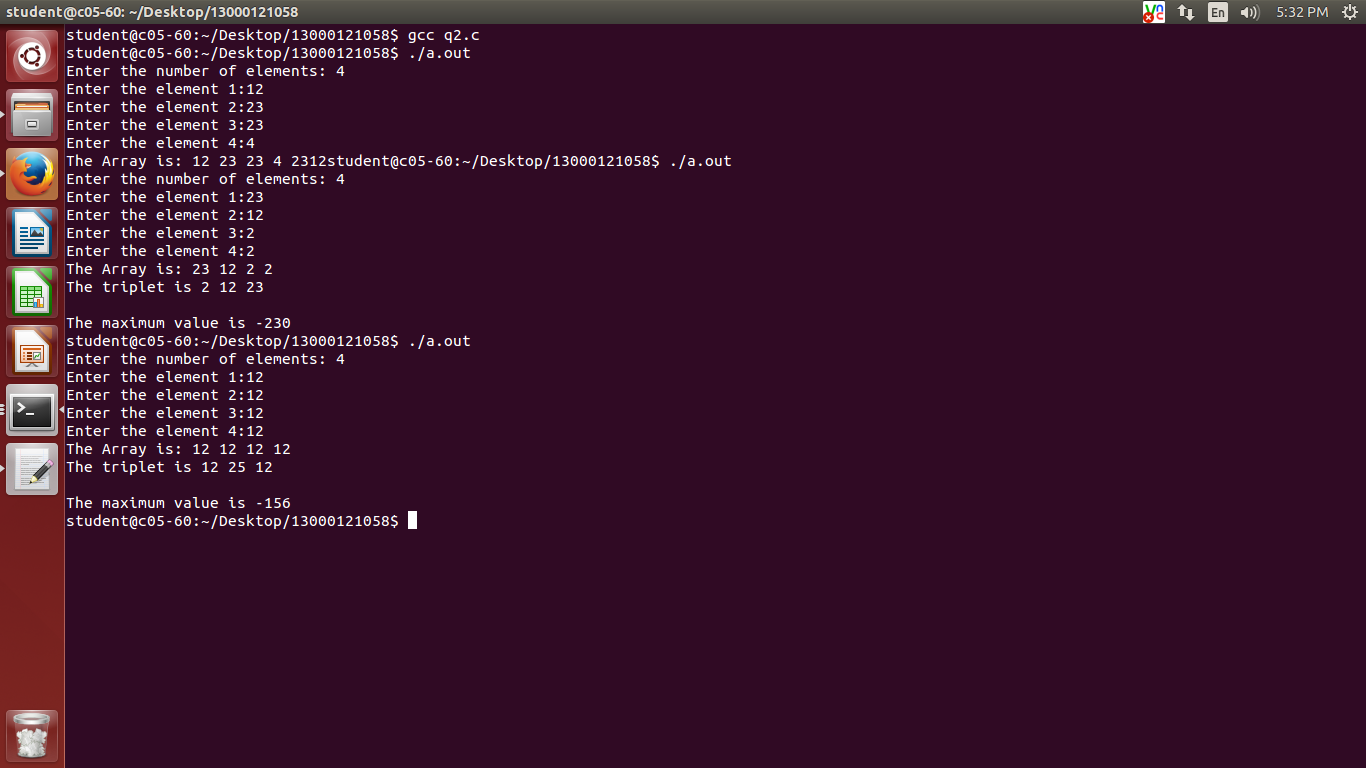 student@c05-60: ~/Desktop/13000121058
En
5:32 PM
student@c05-60:~/Desktop/13000121058$ gcc q2.c
student@c05-60:~/Desktop/13000121058$ ./a.out
Enter the number of elements: 4
Enter the element 1:12
Enter the element 2:23
Enter the element 3:23
Enter the element 4:4
The Array is: 12 23 23 4 2312student@c05-60:~/Desktop/13000121058$ ./a.out
Enter the number of elements: 4
Enter the element 1:23
Enter the element 2:12
Enter the element 3:2
Enter the element 4:2
The Array is: 23 12 2 2
The triplet is 2 12 23
The maximum value is -230
student@c05-60:~/Desktop/13000121058$ ./a.out
Enter the number of elements: 4
Enter the element 1:12
Enter the element 2:12
Enter the element 3:12
Enter the element 4:12
The Array is: 12 12 12 12
The triplet is 12 25 12
The maximum value is -156
student@c05-60:~/Desktop/13000121058$